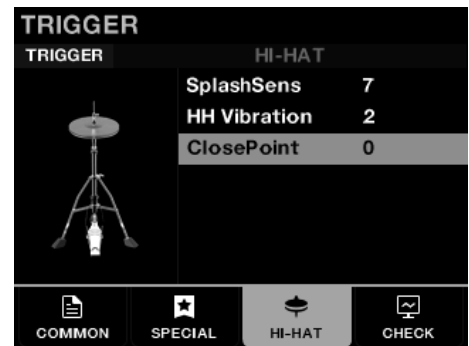 TRIGGER
TRIGGER HI-HAT
SplashSens 7
HH Vibration 2
ClosePoint 0
COMMON SPECIAL HI-HAT CHECK